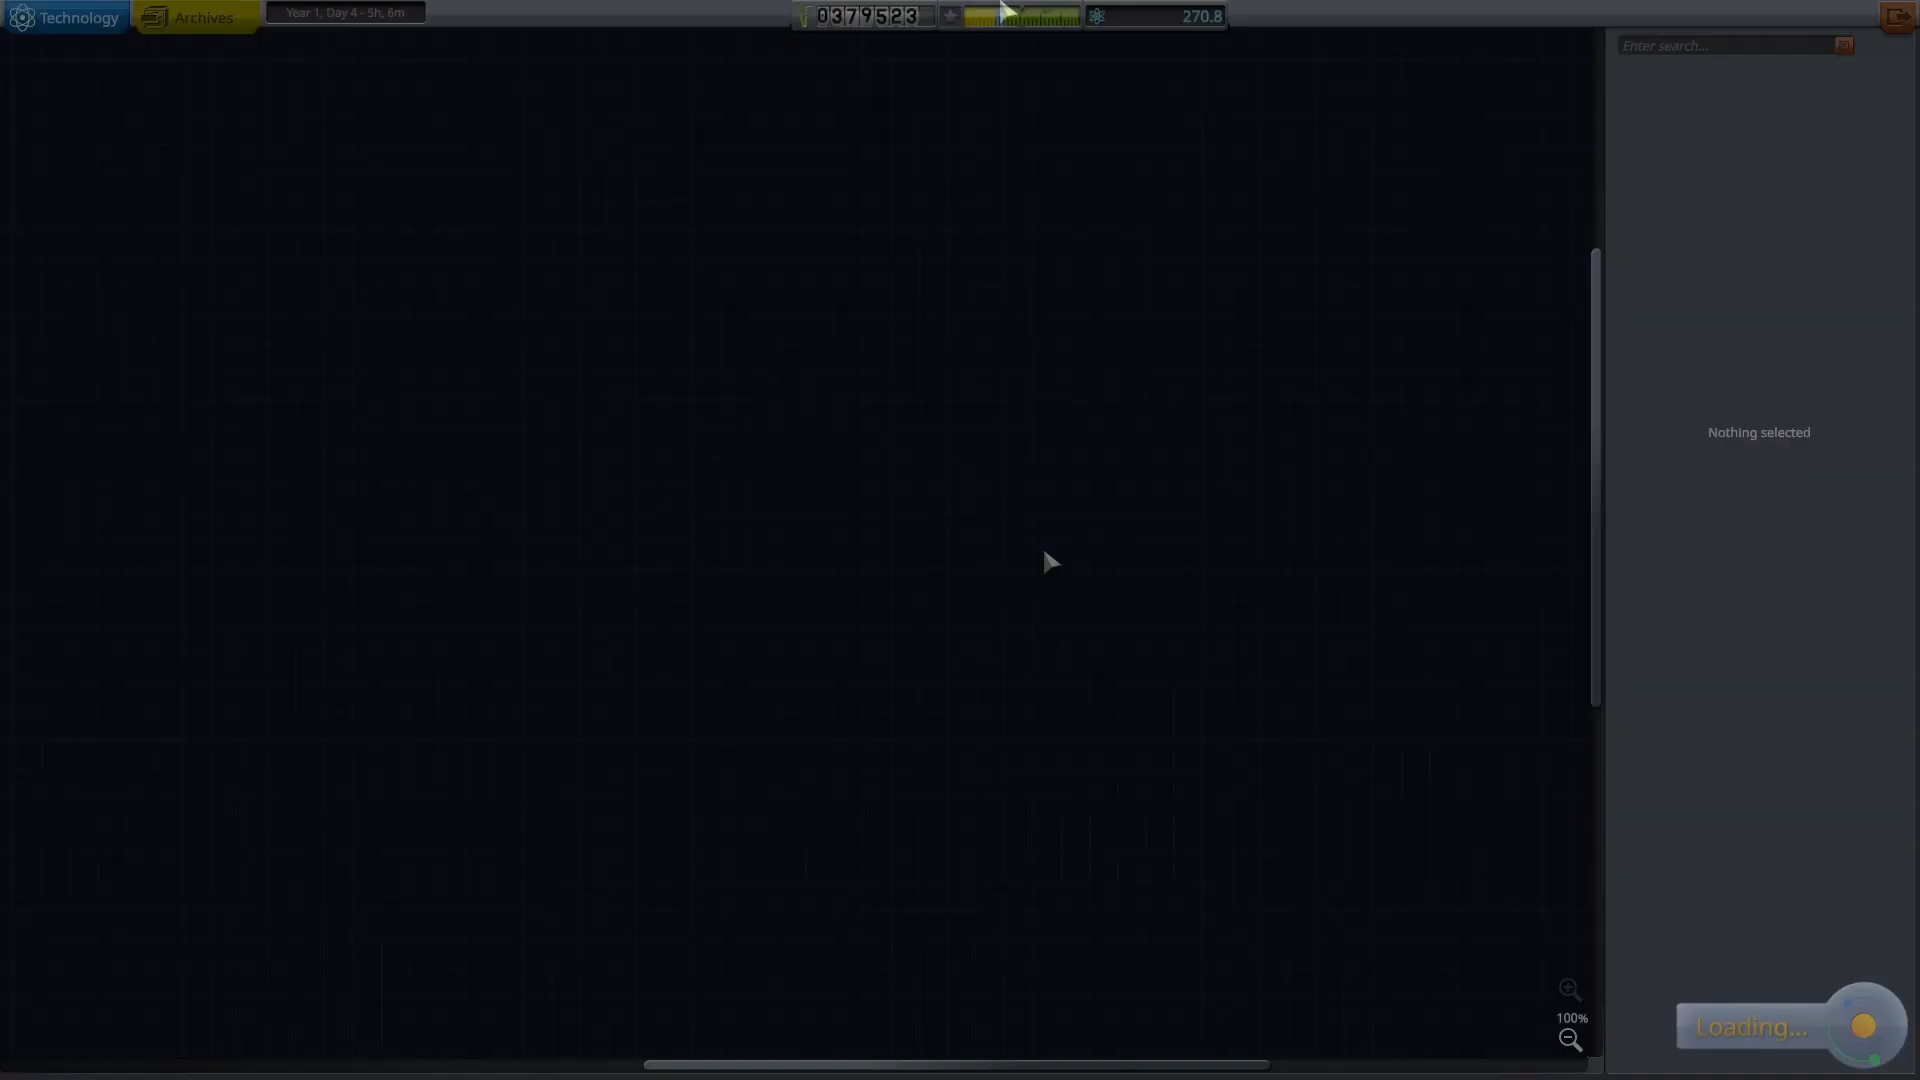 Technology
Archives
Year 1, Day 4 - 5h, 6m
0379523
270.8
Enter search...
Nothing selected
100%
Loading...